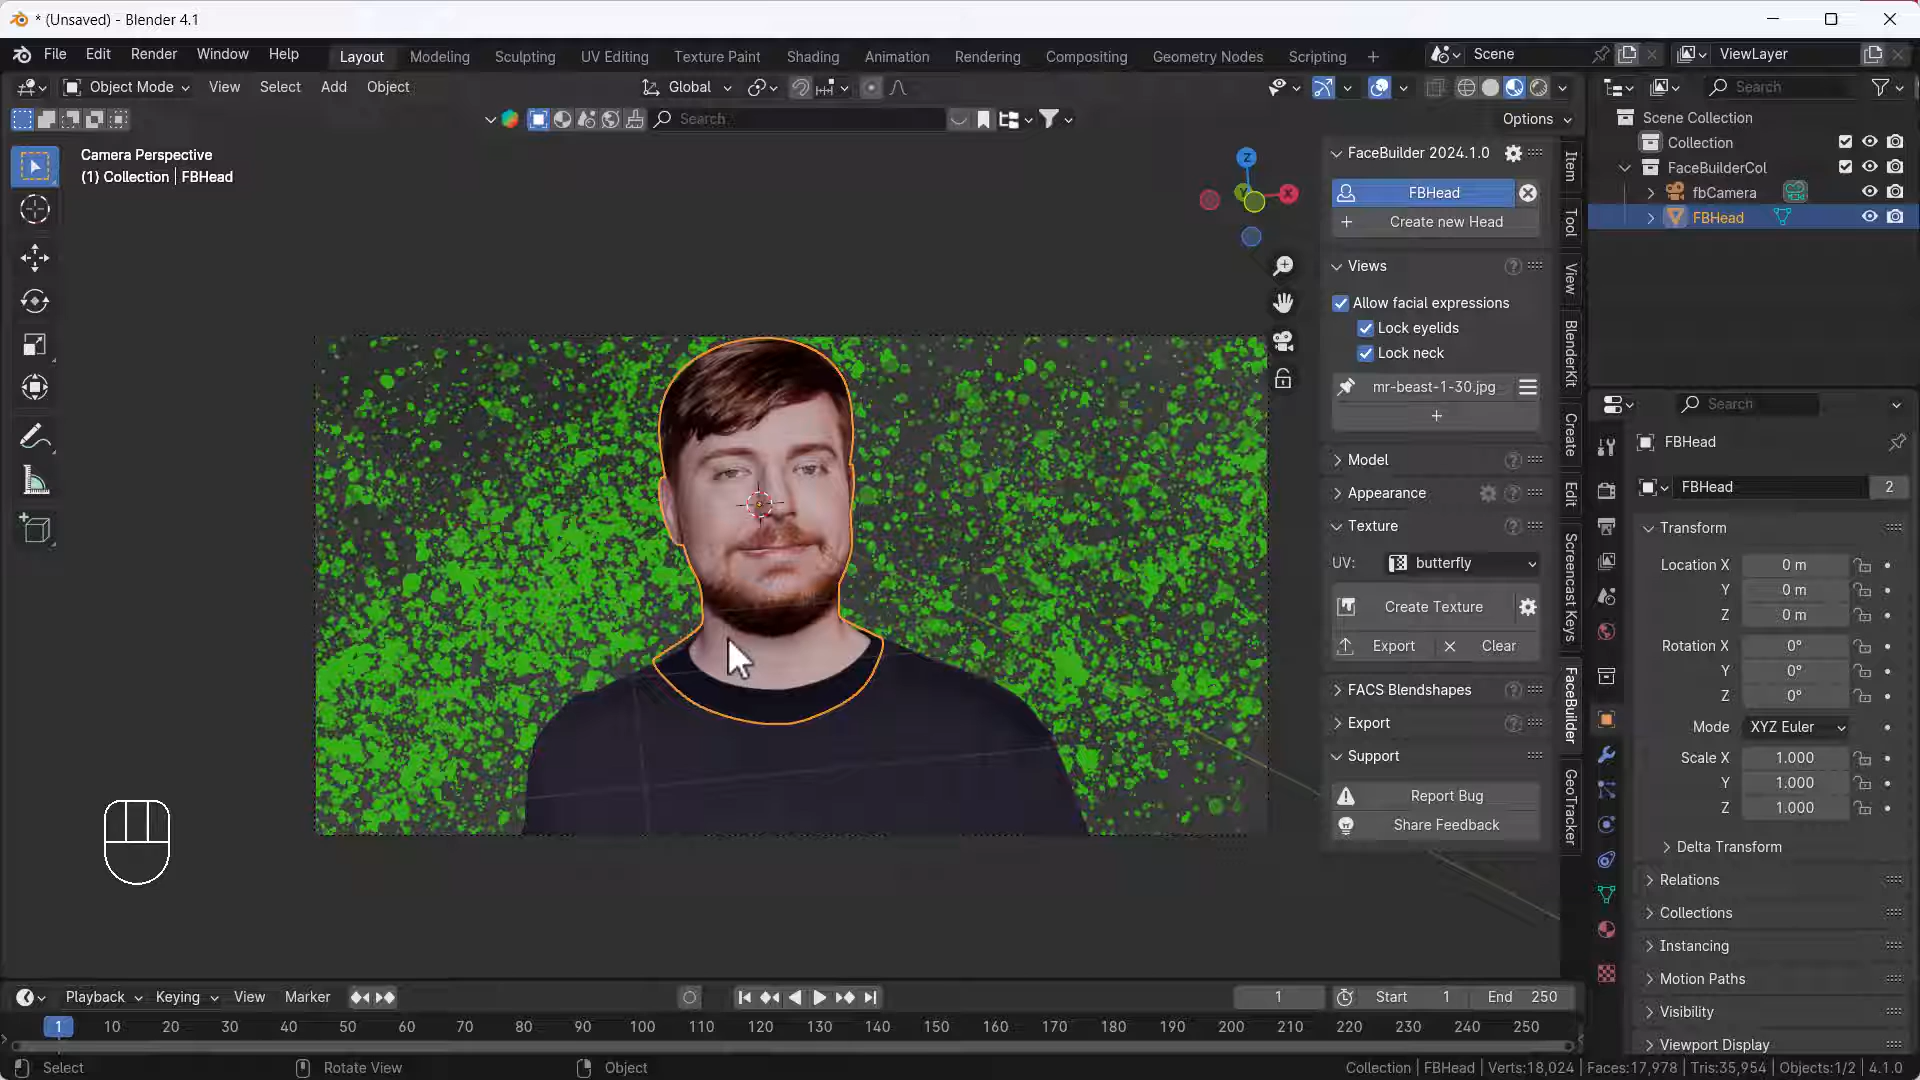 * (Unsaved) - Blender 4.1
File Edit Render Window Help
Layout Modeling Sculpting UV Editing Texture Paint Shading Animation Rendering Compositing Geometry Nodes Scripting +
Scene
ViewLayer
Object Mode View Select Add Object
Global
Search
Search...
Options
Camera Perspective
(1) Collection | FBHead
Z
X
Y
FaceBuilder 2024.1.0
FBHead
+ Create new Head
Views
Allow facial expressions
Lock eyelids
Lock neck
mr-beast-1-30.jpg
+
Model
Appearance
Texture
UV: butterfly
Create Texture
Export Clear
FACS Blendshapes
Export
Support
Report Bug
Share Feedback
Item
Tool
View
BlenderKit
Create
Edit
Screencast Keys
FaceBuilder
GeoTracker
Scene Collection
Collection
FaceBuilderCol
fbCamera
FBHead
Search
FBHead
FBHead 2
Transform
Location X 0 m
Y 0 m
Z 0 m
Rotation X 0°
Y 0°
Z 0°
Mode XYZ Euler
Scale X 1.000
Y 1.000
Z 1.000
Delta Transform
Relations
Collections
Instancing
Motion Paths
Visibility
Viewport Display
Playback Keying View Marker
1 Start 1 End 250
1 10 20 30 40 50 60 70 80 90 100 110 120 130 140 150 160 170 180 190 200 210 220 230 240 250
Select Rotate View Object
Collection | FBHead | Verts:18,024 | Faces:17,978 | Tris:35,954 | Objects:1/2 | 4.1.0